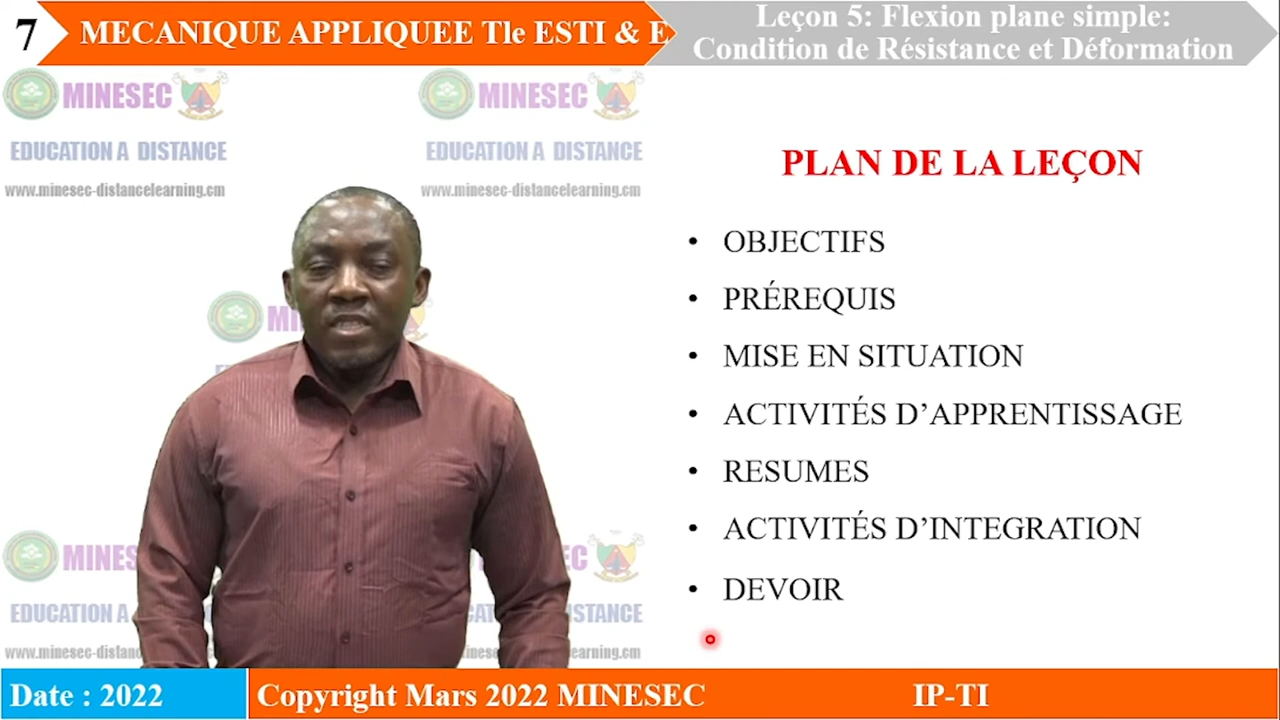 7
MECANIQUE APPLIQUEE Tle ESTI & E
Leçon 5: Flexion plane simple:
Condition de Résistance et Déformation
MINESEC
EDUCATION A DISTANCE
www.minesec-distancelearning.cm
MINESEC
EDUCATION A DISTANCE
www.minesec-distancelearning.cm
PLAN DE LA LEÇON
• OBJECTIFS
• PRÉREQUIS
• MISE EN SITUATION
• ACTIVITÉS D’APPRENTISSAGE
• RESUMES
• ACTIVITÉS D’INTEGRATION
• DEVOIR
Date : 2022
Copyright Mars 2022 MINESEC
IP-TI